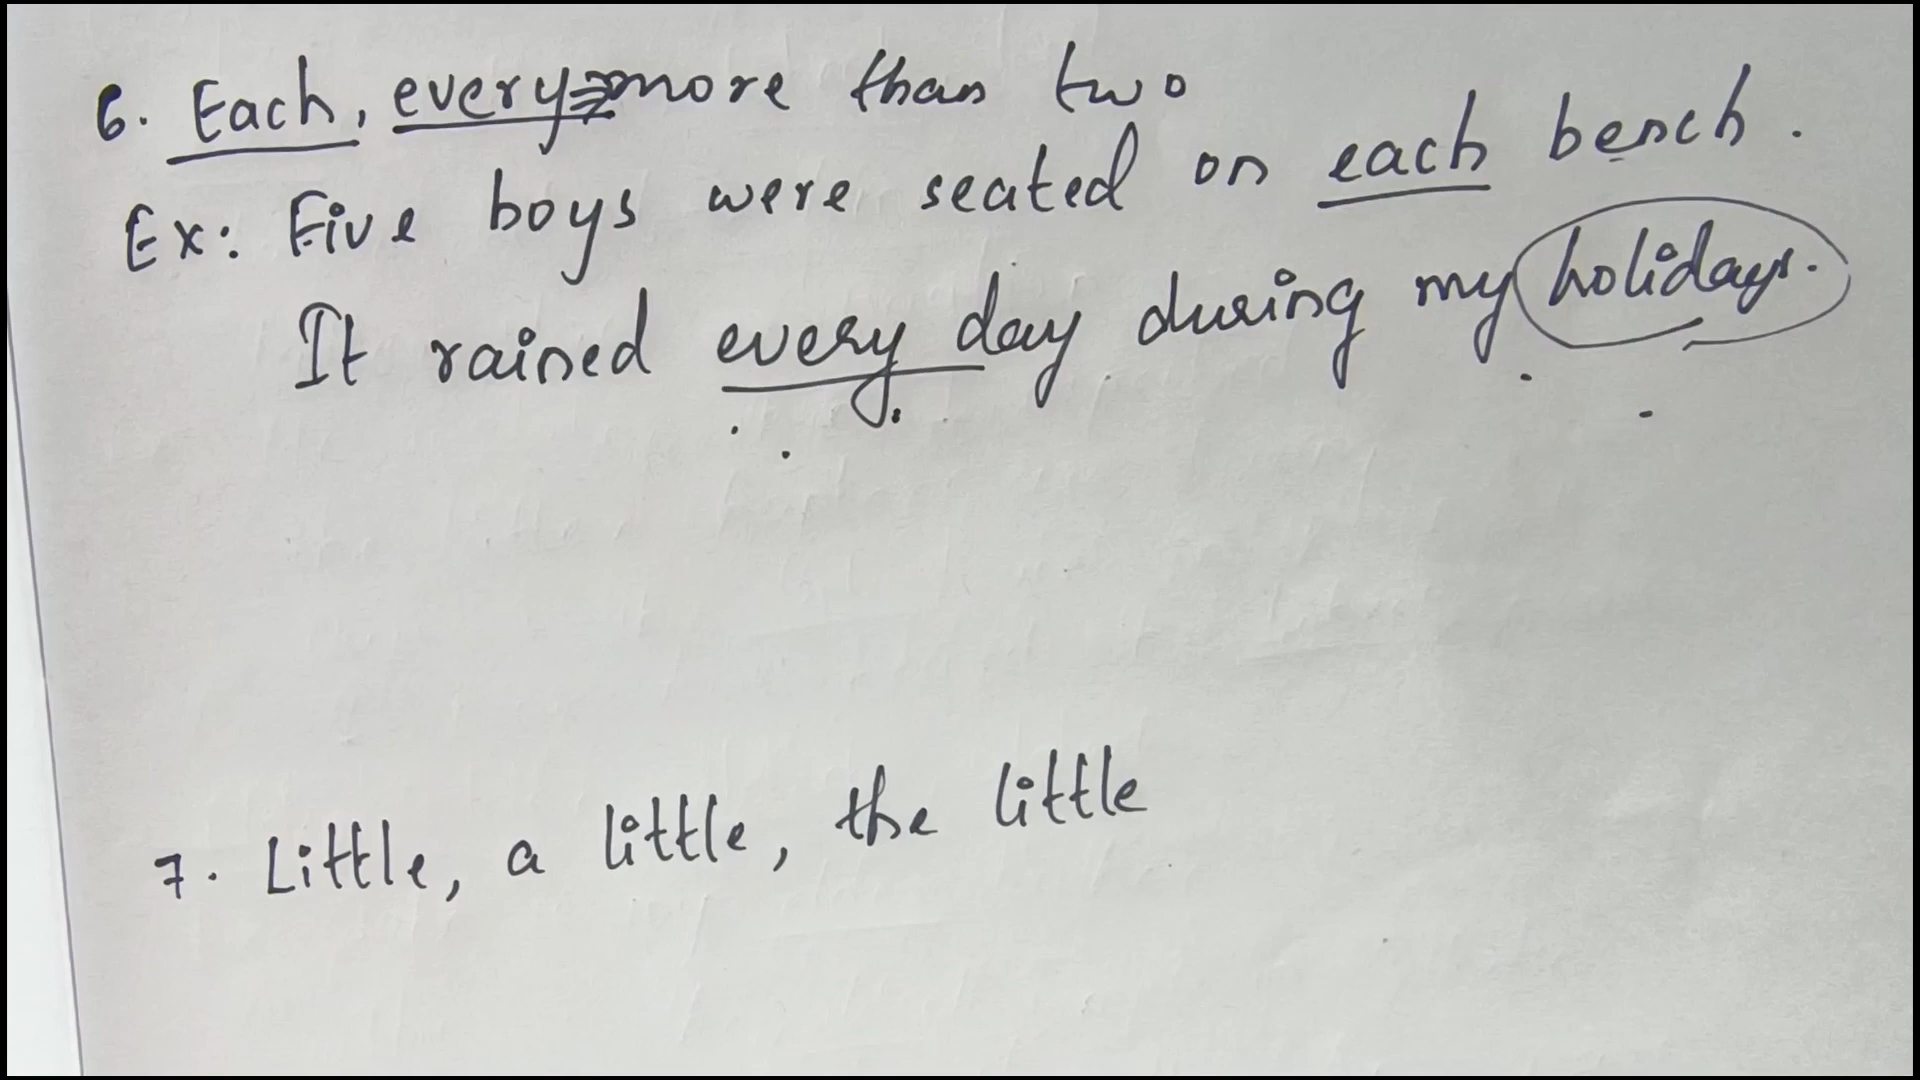 6. Each, every more than two
Ex: Five boys were seated on each bench.
It rained every day during my holidays.
7. Little, a little, the little